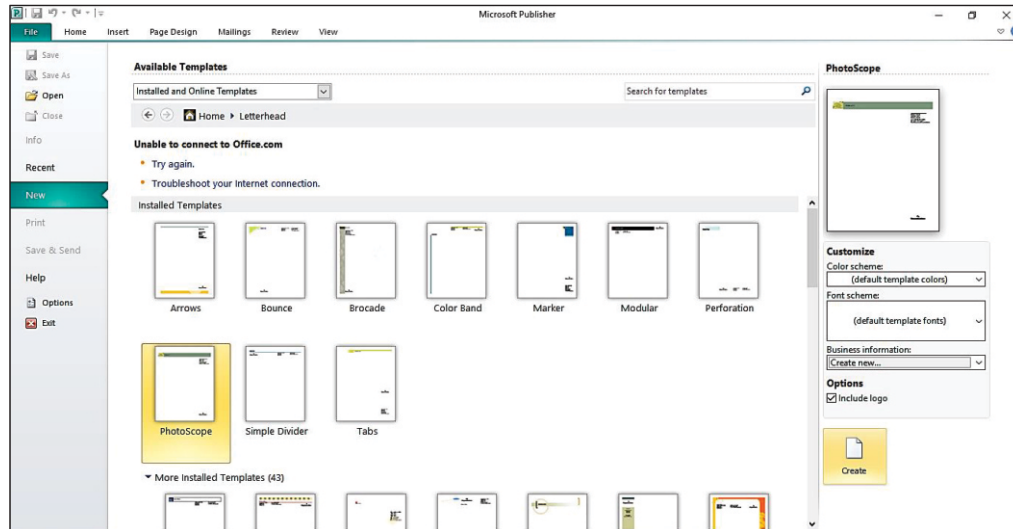 Microsoft Publisher
File Home Insert Page Design Mailings Review View
Save
Save As
Open
Close
Info
Recent
New
Print
Save & Send
Help
Options
Exit
Available Templates
Installed and Online Templates
Search for templates
Home Letterhead
Unable to connect to Office.com
Try again.
Troubleshoot your Internet connection.
Installed Templates
Arrows Bounce Brocade Color Band Marker Modular Perforation
PhotoScope Simple Divider Tabs
More Installed Templates (43)
PhotoScope
Customize
Color scheme:
(default template colors)
Font scheme:
(default template fonts)
Business information:
Create new...
Options
Include logo
Create